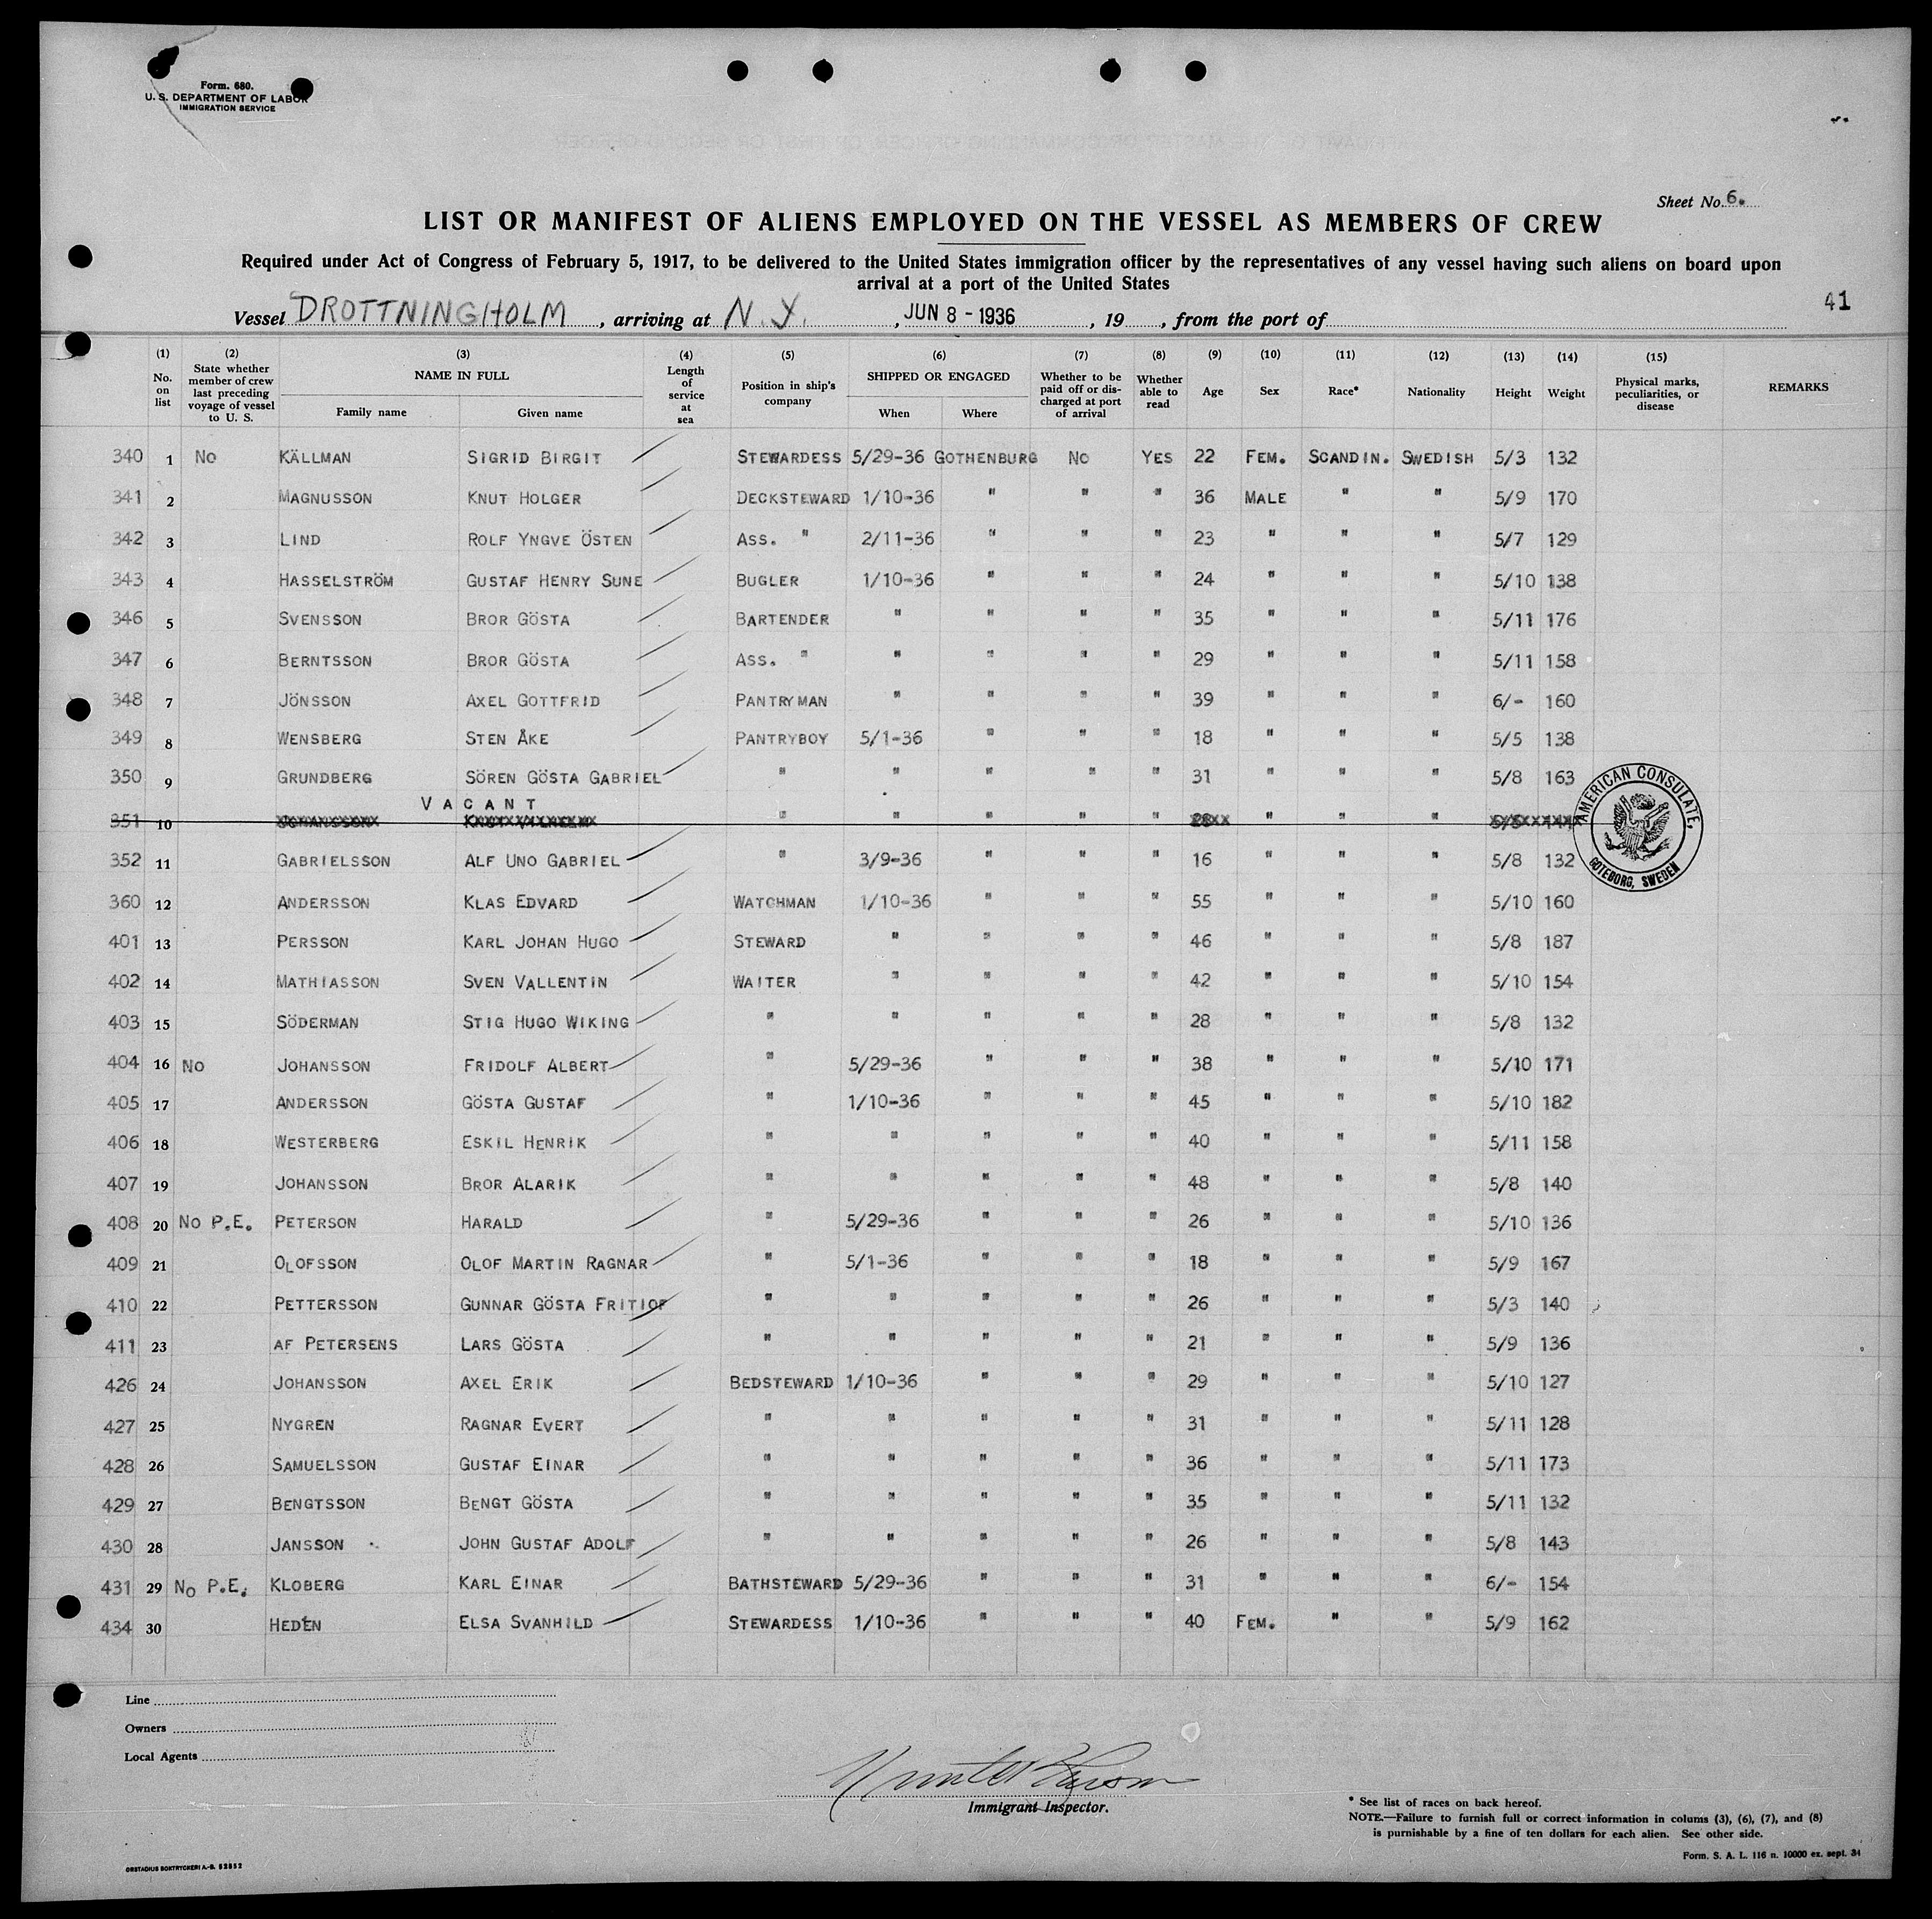 Form. 680.
U. S. DEPARTMENT OF LABOR
IMMIGRATION SERVICE
Sheet No. 6.
LIST OR MANIFEST OF ALIENS EMPLOYED ON THE VESSEL AS MEMBERS OF CREW
Required under Act of Congress of February 5, 1917, to be delivered to the United States immigration officer by the representatives of any vessel having such aliens on board upon
arrival at a port of the United States
41
Vessel DROTTNINGHOLM, arriving at N.Y., JUN 8 - 1936, 19 , from the port of
(1) No. on list (2) State whether member of crew last preceding voyage of vessel to U. S. (3) NAME IN FULL Family name Given name (4) Length of service at sea (5) Position in ship's company (6) SHIPPED OR ENGAGED When Where (7) Whether to be paid off or discharged at port of arrival (8) Whether able to read (9) Age (10) Sex (11) Race* (12) Nationality (13) Height (14) Weight (15) Physical marks, peculiarities, or disease REMARKS
340 1 No KÄLLMAN SIGRID BIRGIT STEWARDESS 5/29-36 GOTHENBURG No YES 22 FEM. SCANDIN. SWEDISH 5/3 132
341 2 MAGNUSSON KNUT HOLGER DECKSTEWARD 1/10-36 " " " 36 MALE " " 5/9 170
342 3 LIND ROLF YNGVE ÖSTEN ASS. " 2/11-36 " " " 23 " " " 5/7 129
343 4 HASSELSTRÖM GUSTAF HENRY SUNE BUGLER 1/10-36 " " " 24 " " " 5/10 138
346 5 SVENSSON BROR GÖSTA BARTENDER " " " " 35 " " " 5/11 176
347 6 BERNTSSON BROR GÖSTA ASS. " " " " " 29 " " " 5/11 158
348 7 JÖNSSON AXEL GOTTFRID PANTRYMAN " " " " 39 " " " 6/- 160
349 8 WENSBERG STEN ÅKE PANTRYBOY 5/1-36 " " " 18 " " " 5/5 138
350 9 GRUNDBERG SÖREN GÖSTA GABRIEL " " " " " 31 " " " 5/8 163
VACANT
351 10 " " " " " " " "
352 11 GABRIELSSON ALF UNO GABRIEL " 3/9-36 " " " 16 " " " 5/8 132
AMERICAN CONSULATE, GOTEBORG, SWEDEN
360 12 ANDERSSON KLAS EDVARD WATCHMAN 1/10-36 " " " 55 " " " 5/10 160
401 13 PERSSON KARL JOHAN HUGO STEWARD " " " " 46 " " " 5/8 187
402 14 MATHIASSON SVEN VALLENTIN WAITER " " " " 42 " " " 5/10 154
403 15 SÖDERMAN STIG HUGO WIKING " " " " " 28 " " " 5/8 132
404 16 No JOHANSSON FRIDOLF ALBERT " 5/29-36 " " " 38 " " " 5/10 171
405 17 ANDERSSON GÖSTA GUSTAF " 1/10-36 " " " 45 " " " 5/10 182
406 18 WESTERBERG ESKIL HENRIK " " " " " 40 " " " 5/11 158
407 19 JOHANSSON BROR ALARIK " " " " " 48 " " " 5/8 140
408 20 No P.E. PETERSON HARALD " 5/29-36 " " " 26 " " " 5/10 136
409 21 OLOFSSON OLOF MARTIN RAGNAR " 5/1-36 " " " 18 " " " 5/9 167
410 22 PETTERSSON GUNNAR GÖSTA FRITIOF " " " " " 26 " " " 5/3 140
411 23 AF PETERSENS LARS GÖSTA " " " " " 21 " " " 5/9 136
426 24 JOHANSSON AXEL ERIK BEDSTEWARD 1/10-36 " " " 29 " " " 5/10 127
427 25 NYGREN RAGNAR EVERT " " " " " 31 " " " 5/11 128
428 26 SAMUELSSON GUSTAF EINAR " " " " " 36 " " " 5/11 173
429 27 BENGTSSON BENGT GÖSTA " " " " " 35 " " " 5/11 132
430 28 JANSSON JOHN GUSTAF ADOLF " " " " " 26 " " " 5/8 143
431 29 No P.E. KLOBERG KARL EINAR BATHSTEWARD 5/29-36 " " " 31 " " " 6/- 154
434 30 HEDÉN ELSA SVANHILD STEWARDESS 1/10-36 " " " 40 FEM. " " 5/9 162
Line
Owners
Local Agents
Immigrant Inspector.
* See list of races on back hereof.
NOTE.—Failure to furnish full or correct information in colums (3), (6), (7), and (8)
is purnishable by a fine of ten dollars for each alien. See other side.
Form. S. A. L. 116 n. 10000 ex. sept. 34
ORSTADIUS BOKTRYCKERI A.-B. 52852